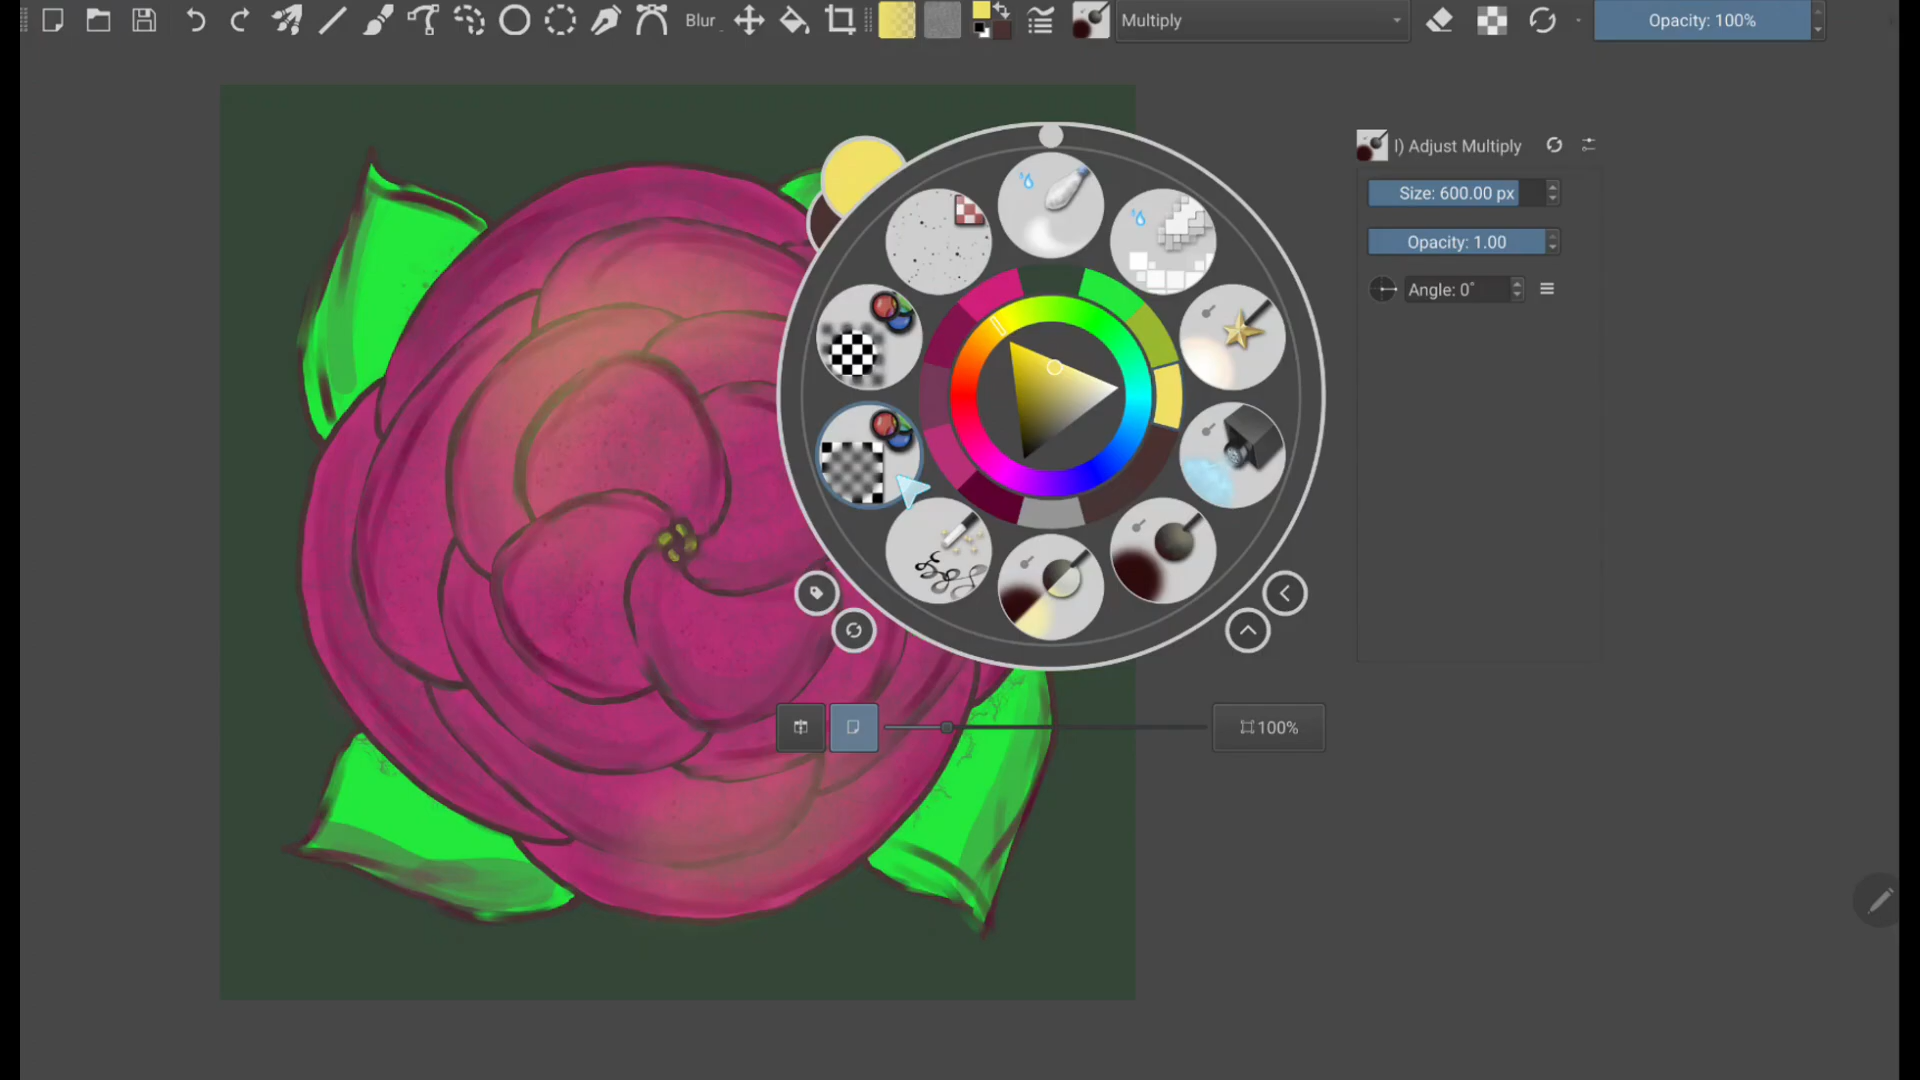 Blur
Multiply
Opacity: 100%
I) Adjust Multiply
Size: 600.00 px
Opacity: 1.00
Angle: 0°
100%